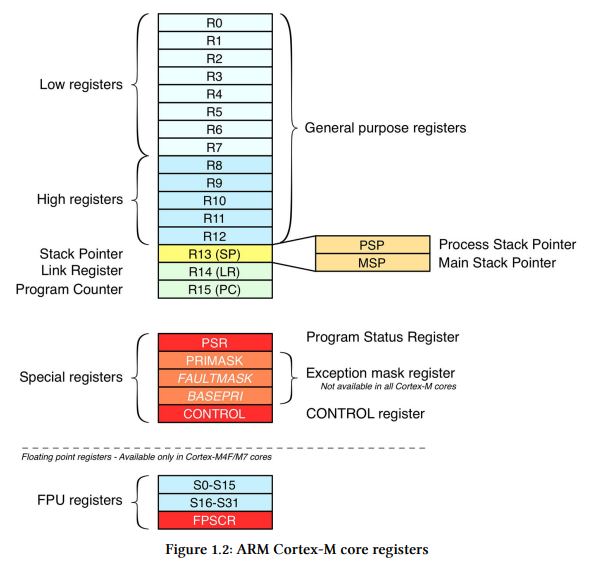 R0
R1
R2
R3
Low registers
R4
R5
General purpose registers
R6
R7
R8
R9
High registers
R10
R11
R12
PSP
Process Stack Pointer
Stack Pointer
R13 (SP)
MSP
Main Stack Pointer
Link Register
R14 (LR)
Program Counter
R15 (PC)
PSR
Program Status Register
PRIMASK
Special registers
FAULTMASK
Exception mask register
Not available in all Cortex-M cores
BASEPRI
CONTROL
CONTROL register
Floating point registers - Available only in Cortex-M4F/M7 cores
S0-S15
FPU registers
S16-S31
FPSCR
Figure 1.2: ARM Cortex-M core registers